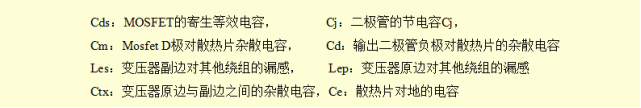 Cds：MOSFET的寄生等效电容， Cj：二极管的节电容Cj，
Cm：Mosfet D极对散热片杂散电容， Cd：输出二极管负极对散热片的杂散电容
Les：变压器副边对其他绕组的漏感， Lep：变压器原边对其他绕组的漏感
Ctx：变压器原边与副边之间的杂散电容，Ce：散热片对地的电容